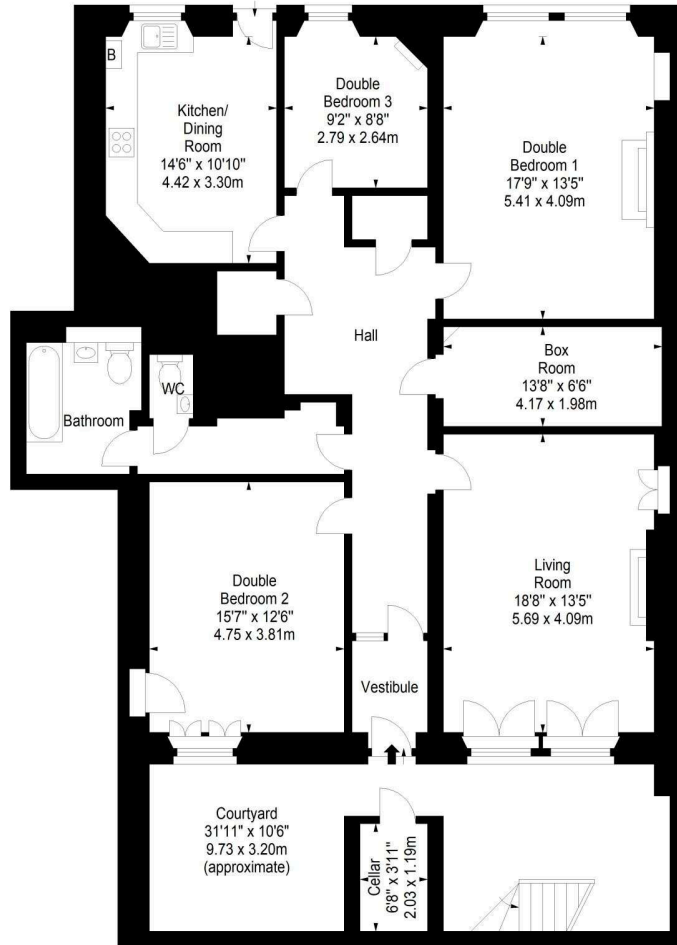 B
Kitchen/
Dining
Room
14'6" x 10'10"
4.42 x 3.30m
Double
Bedroom 3
9'2" x 8'8"
2.79 x 2.64m
Double
Bedroom 1
17'9" x 13'5"
5.41 x 4.09m
Hall
Box
Room
13'8" x 6'6"
4.17 x 1.98m
WC
Bathroom
Double
Bedroom 2
15'7" x 12'6"
4.75 x 3.81m
Living
Room
18'8" x 13'5"
5.69 x 4.09m
Vestibule
Courtyard
31'11" x 10'6"
9.73 x 3.20m
(approximate)
Cellar
6'8" x 3'11"
2.03 x 1.19m